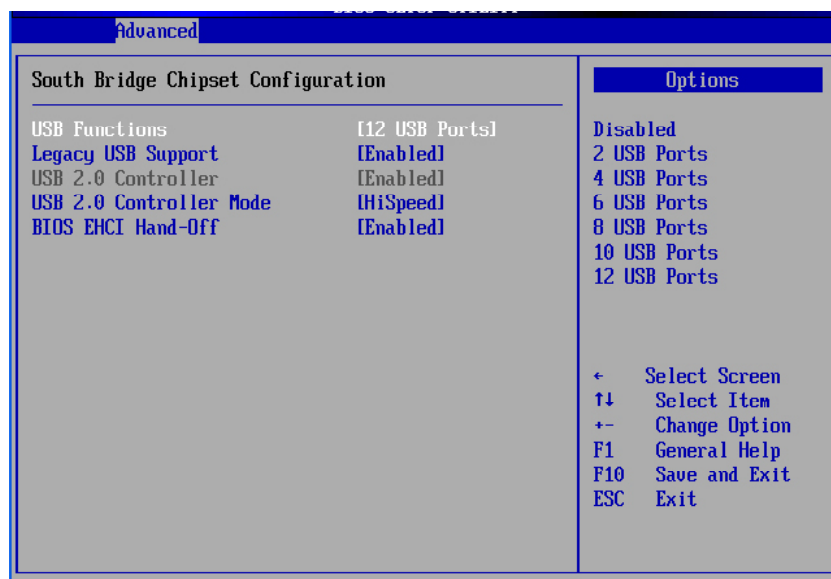 Advanced
South Bridge Chipset Configuration
USB Functions [12 USB Ports]
Legacy USB Support [Enabled]
USB 2.0 Controller [Enabled]
USB 2.0 Controller Mode [HiSpeed]
BIOS EHCI Hand-Off [Enabled]
Options
Disabled
2 USB Ports
4 USB Ports
6 USB Ports
8 USB Ports
10 USB Ports
12 USB Ports
← Select Screen
↑↓ Select Item
+- Change Option
F1 General Help
F10 Save and Exit
ESC Exit